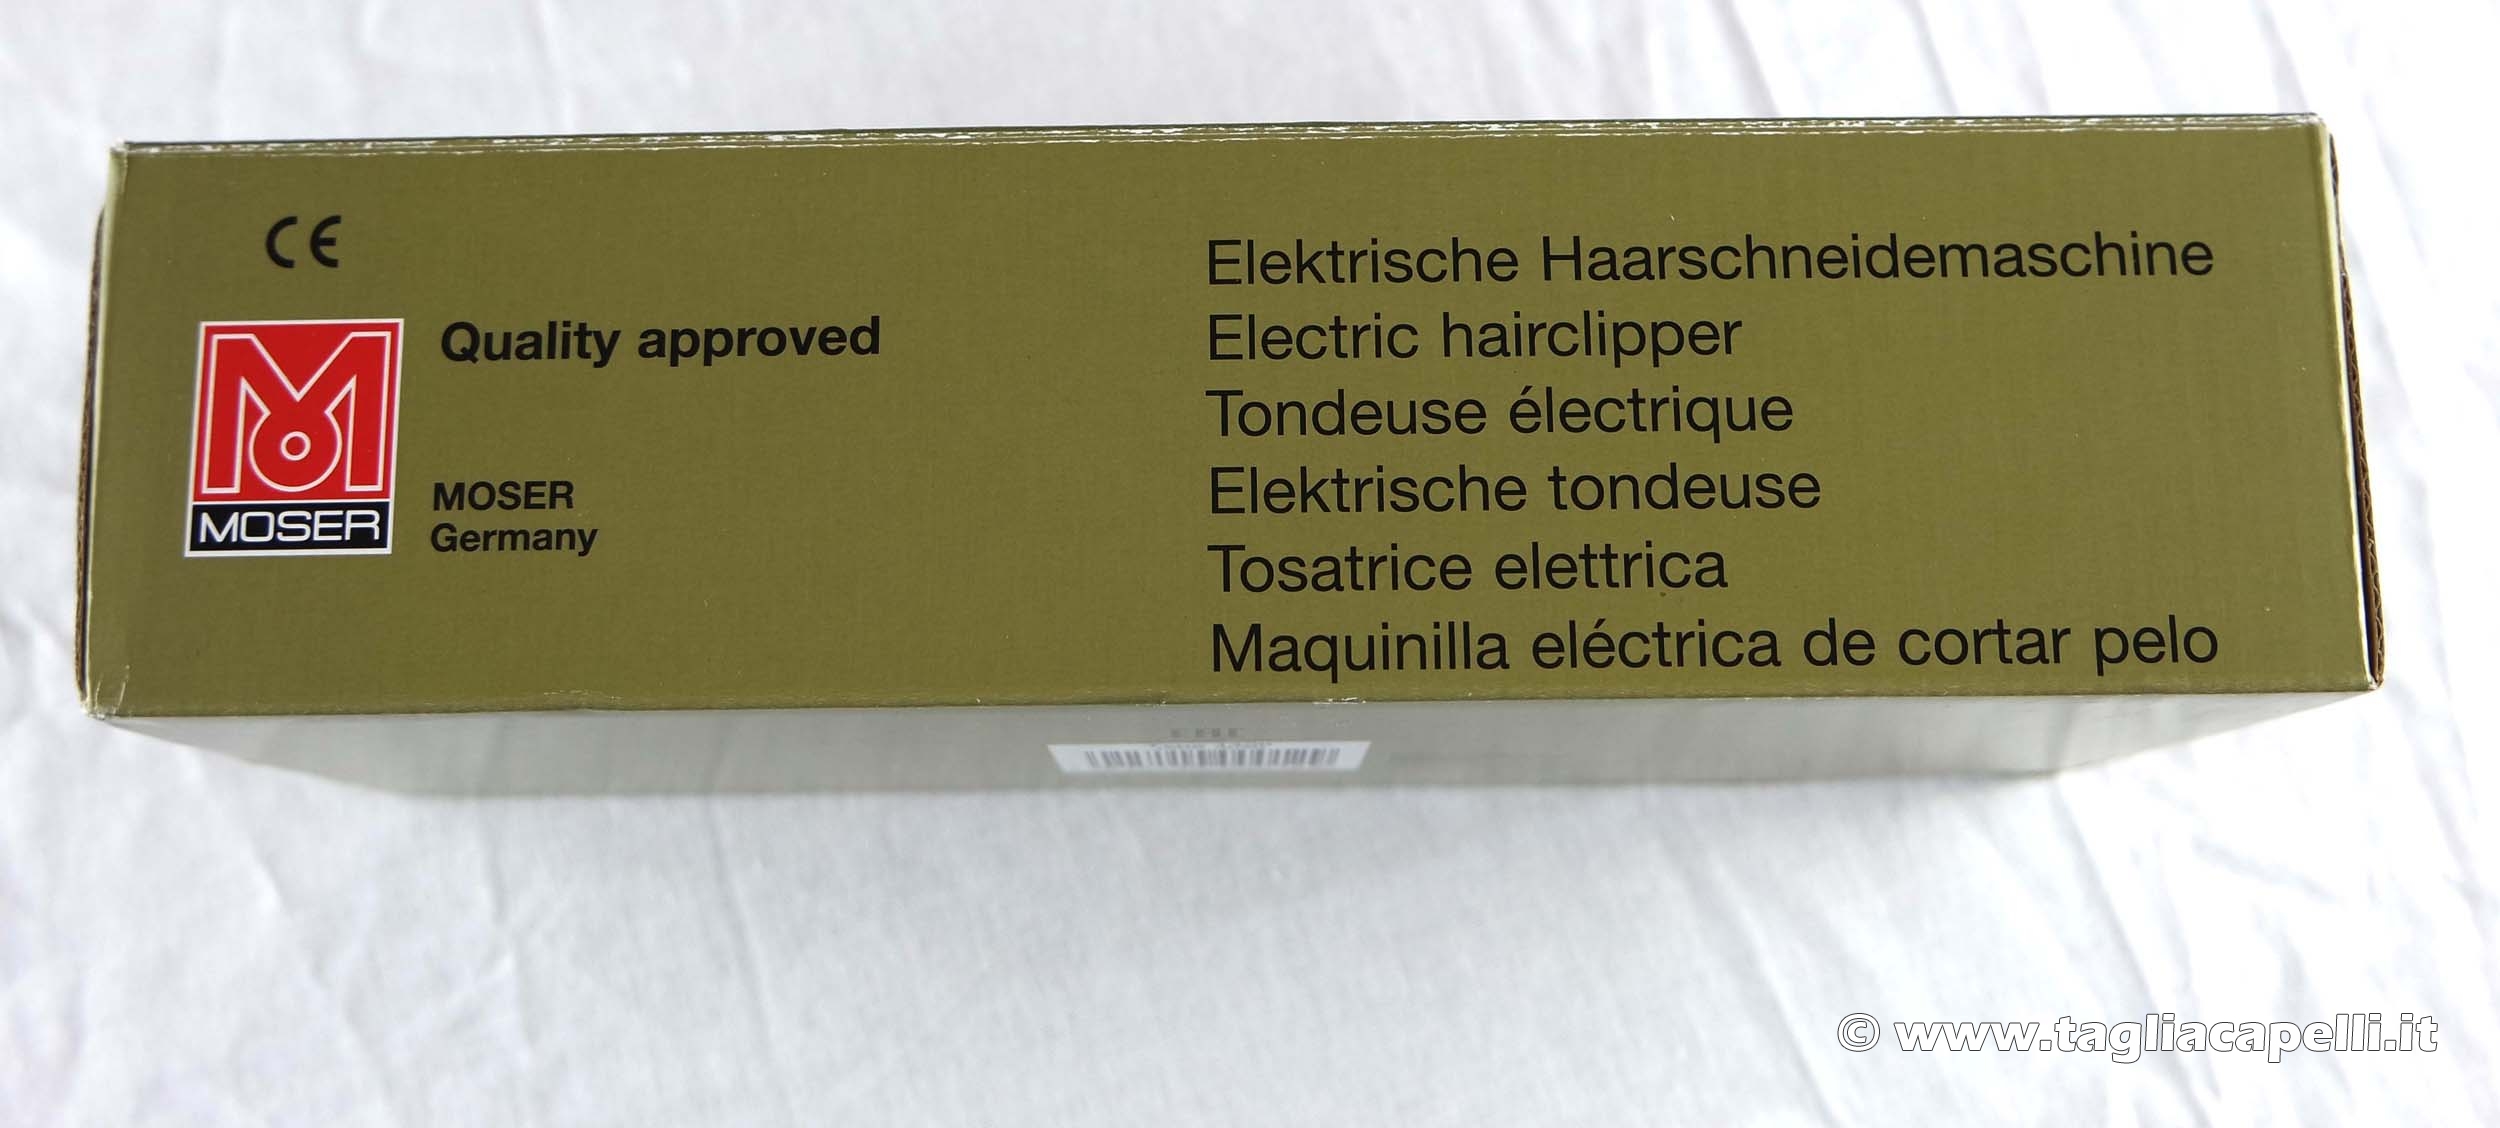 CE
Quality approved
MOSER
MOSER
Germany
Elektrische Haarschneidemaschine
Electric hairclipper
Tondeuse électrique
Elektrische tondeuse
Tosatrice elettrica
Maquinilla eléctrica de cortar pelo
© www.tagliacapelli.it